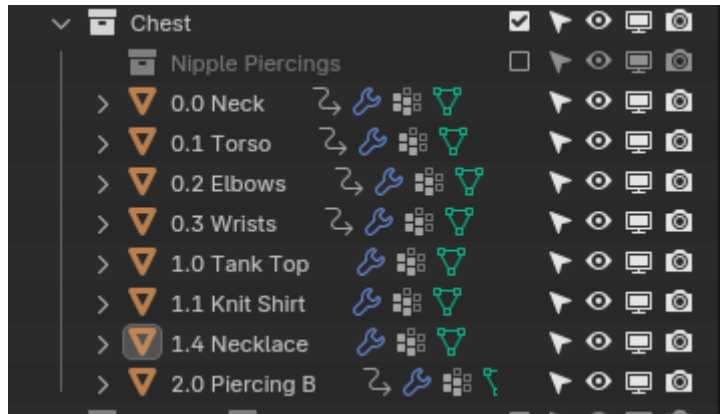 Chest
Nipple Piercings
0.0 Neck
0.1 Torso
0.2 Elbows
0.3 Wrists
1.0 Tank Top
1.1 Knit Shirt
1.4 Necklace
2.0 Piercing B